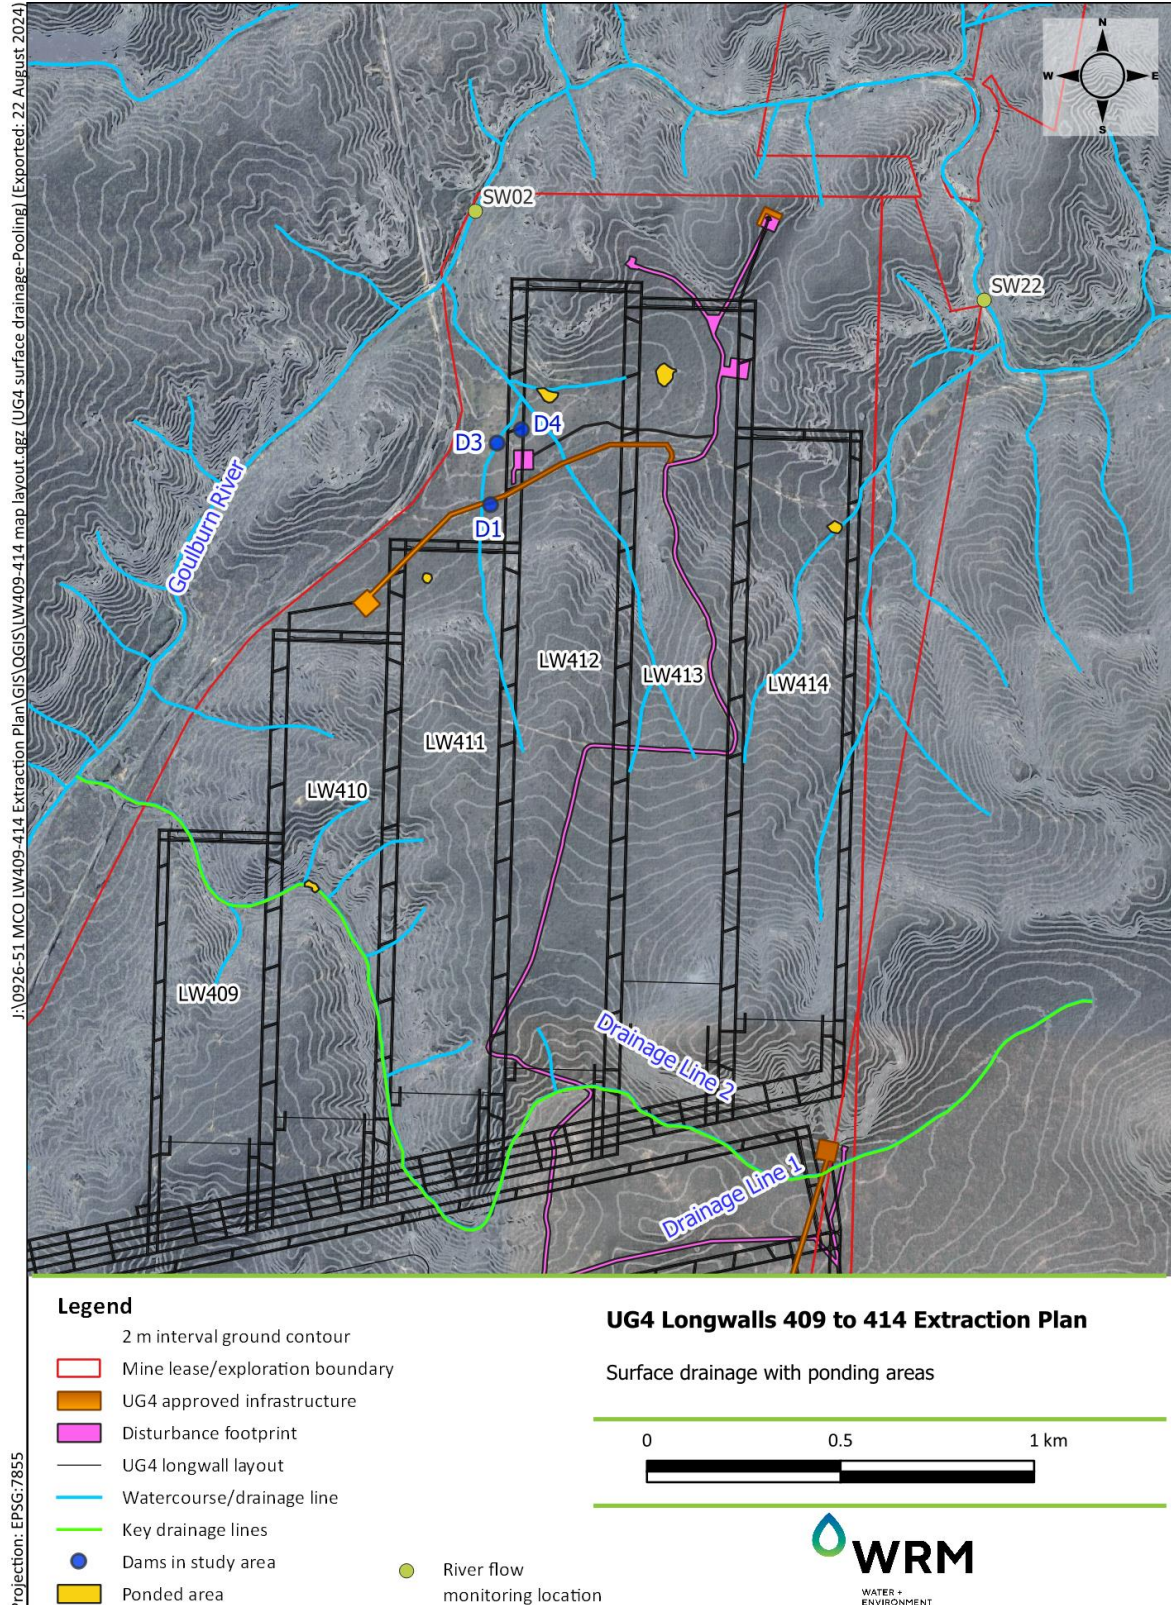 J:\0926-51 MCO LW409-414 Extraction Plan\GIS\QGIS\LW409-414 map layout.qgz (UG4 surface drainage-Pooling) (Exported: 22 August 2024)
Projection: EPSG:7855
N
W
E
S
SW02
SW22
D3
D4
D1
Goulburn River
LW412
LW413
LW414
LW411
LW410
LW409
Drainage Line 2
Drainage Line 1
Legend
2 m interval ground contour
Mine lease/exploration boundary
UG4 approved infrastructure
Disturbance footprint
UG4 longwall layout
Watercourse/drainage line
Key drainage lines
Dams in study area
Ponded area
River flow
monitoring location
UG4 Longwalls 409 to 414 Extraction Plan
Surface drainage with ponding areas
0 0.5 1 km
WRM
WATER +
ENVIRONMENT